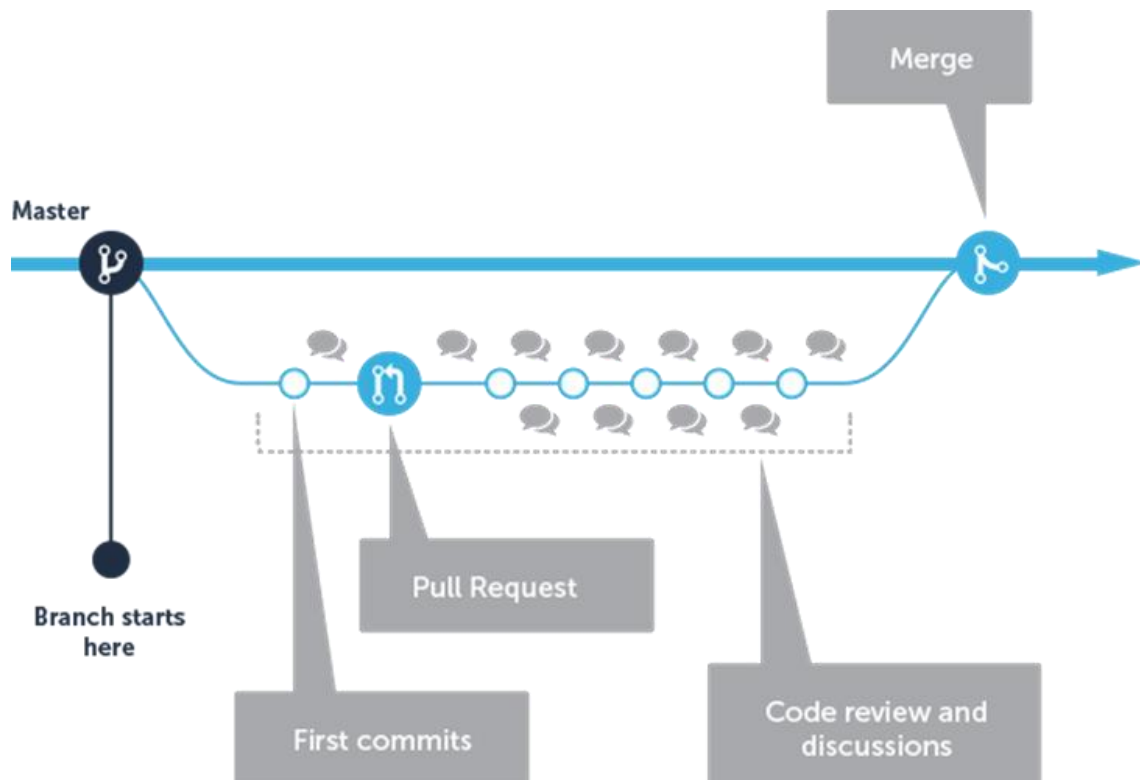 Merge
Master
Pull Request
Branch starts
here
First commits
Code review and
discussions